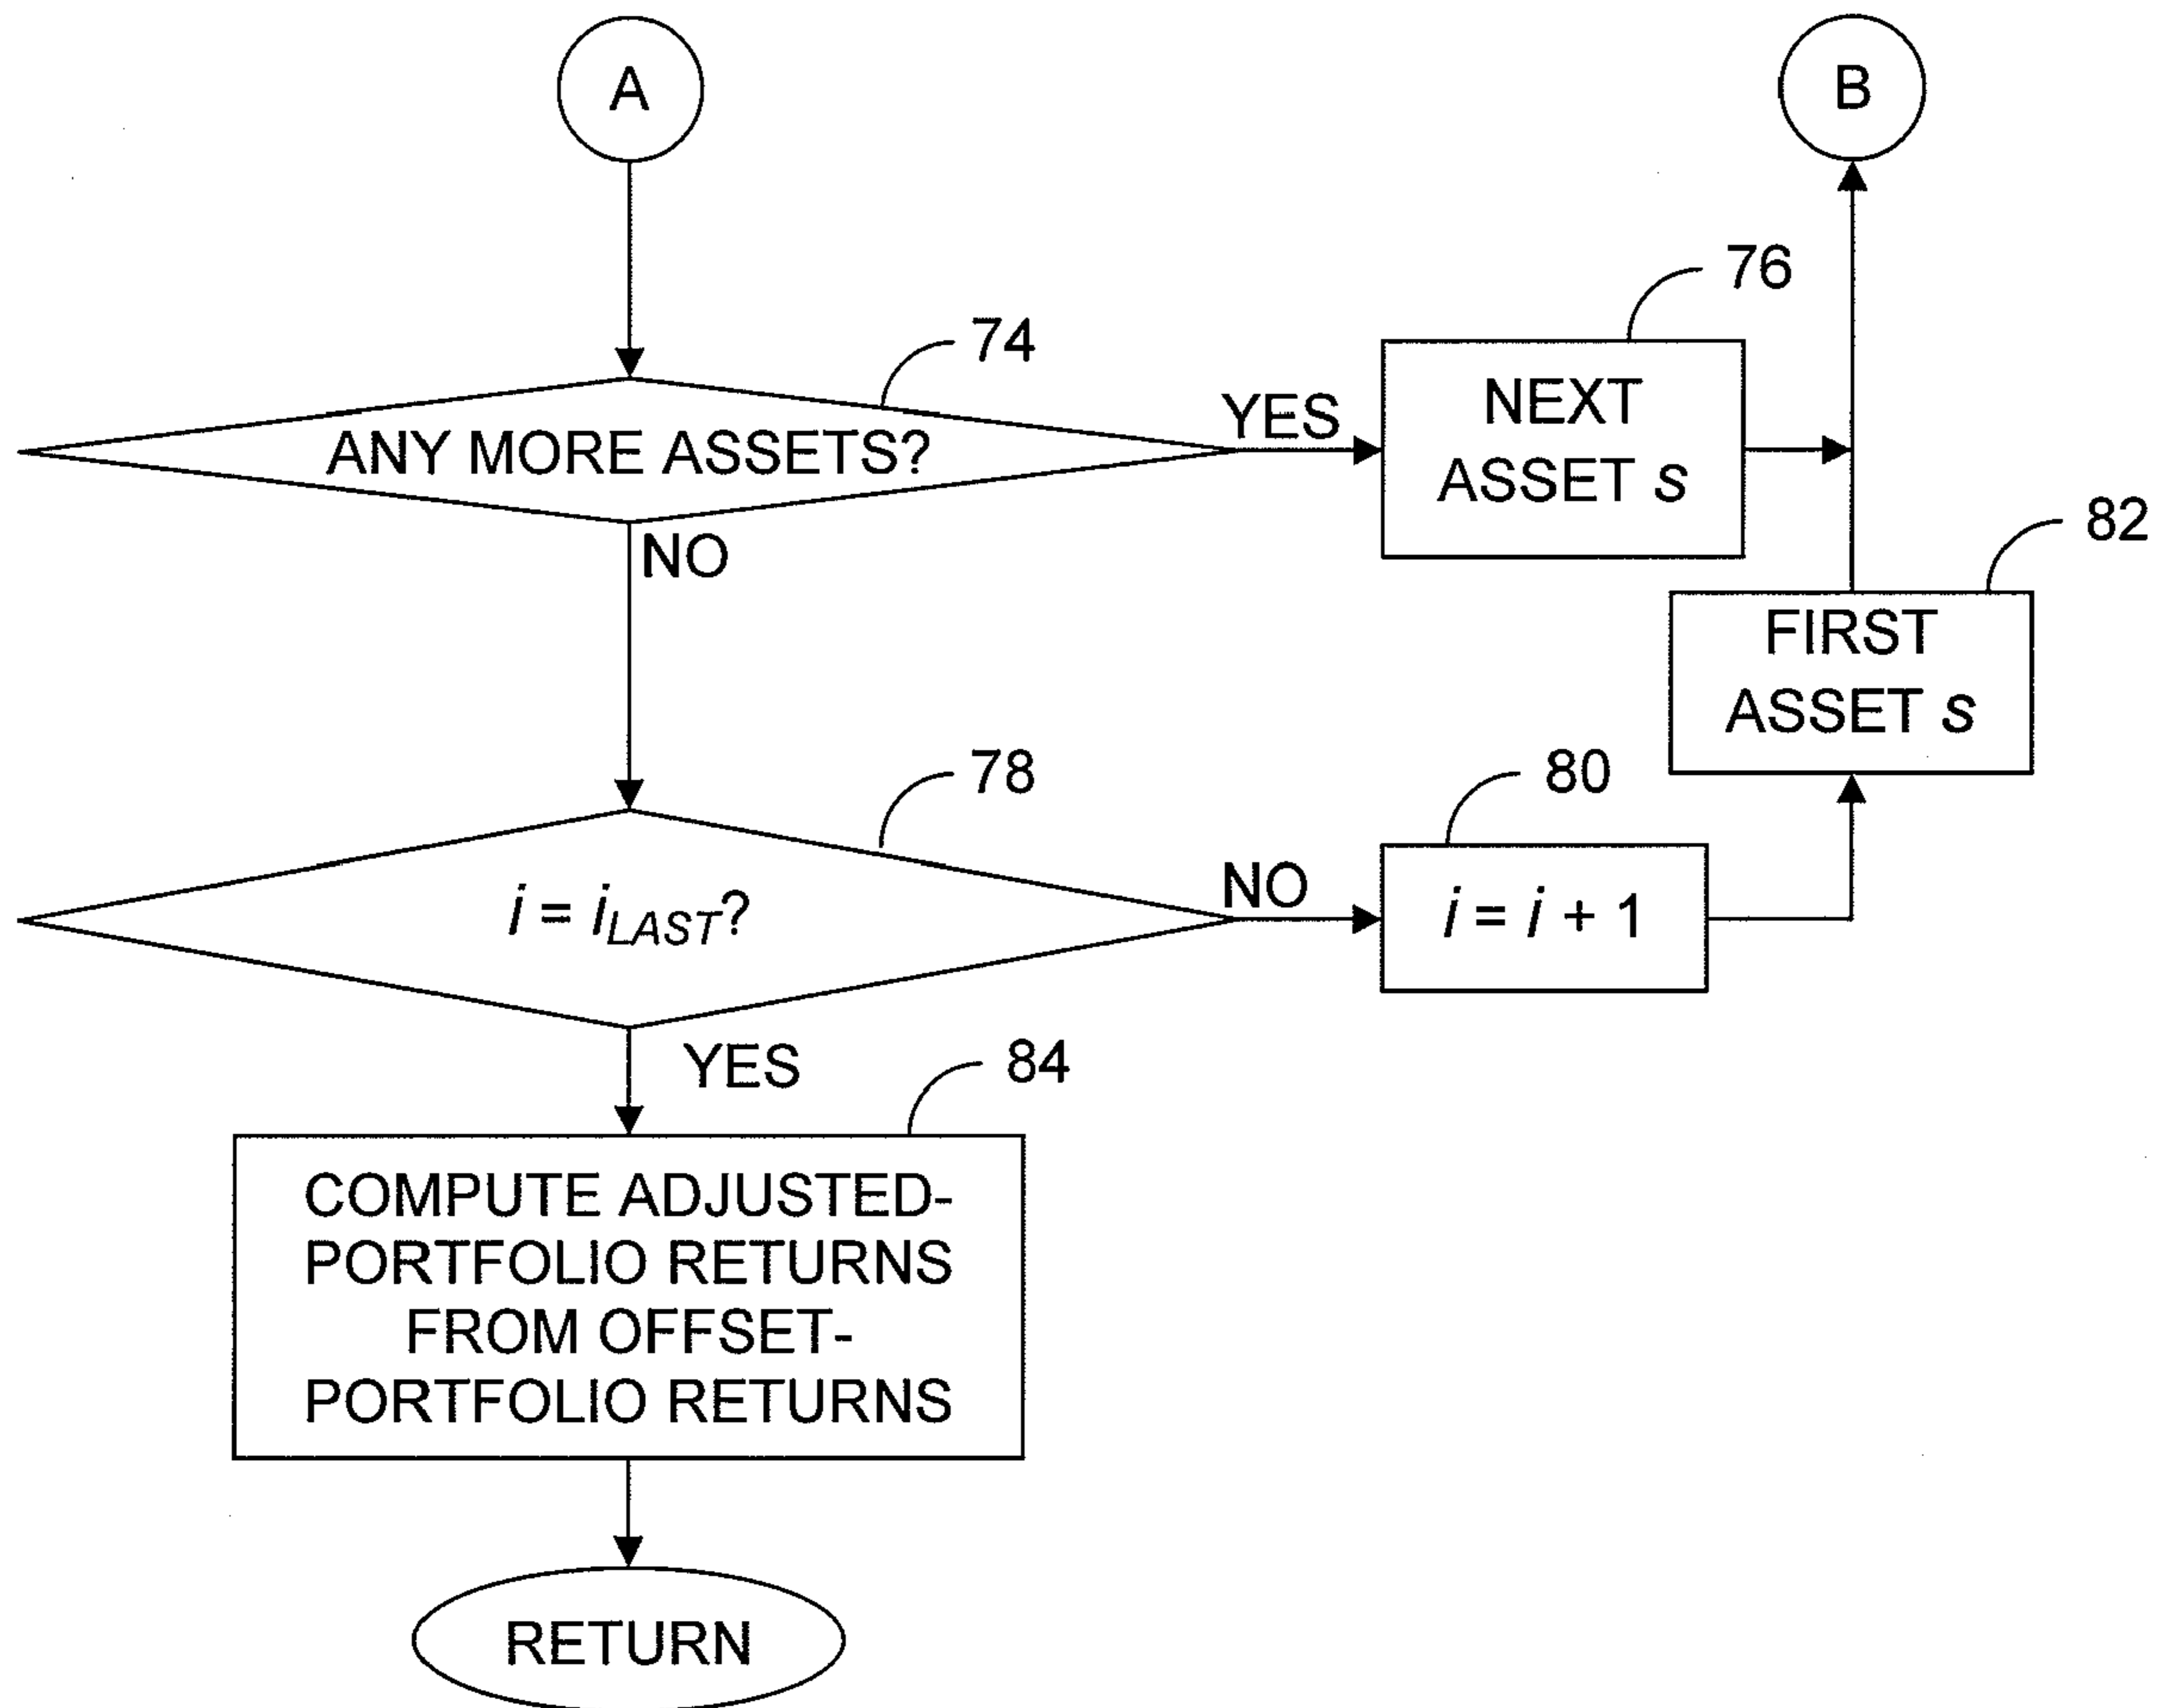 A
B
76
74
NEXT
ASSET s
YES
ANY MORE ASSETS?
82
NO
FIRST
ASSET s
78
80
NO
i = i + 1
i = iLAST?
YES
84
COMPUTE ADJUSTED-
PORTFOLIO RETURNS
FROM OFFSET-
PORTFOLIO RETURNS
RETURN